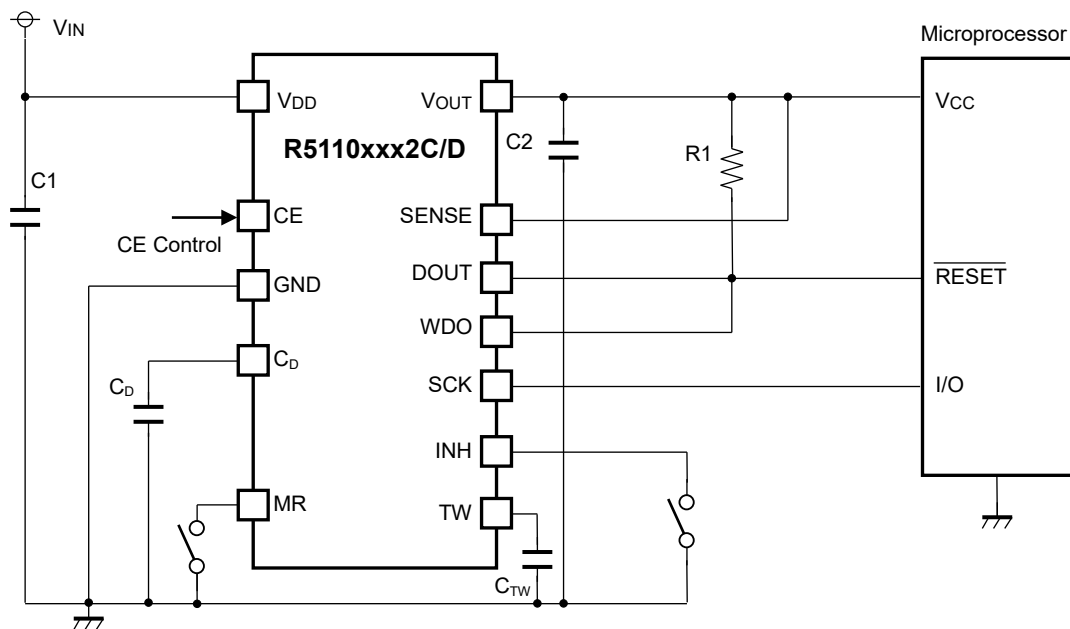 VIN
Microprocessor
VDD
VOUT
VCC
R5110xxx2C/D
C2
R1
C1
CE
SENSE
CE Control
GND
DOUT
RESET
WDO
CD
CD
SCK
I/O
INH
MR
TW
CTW